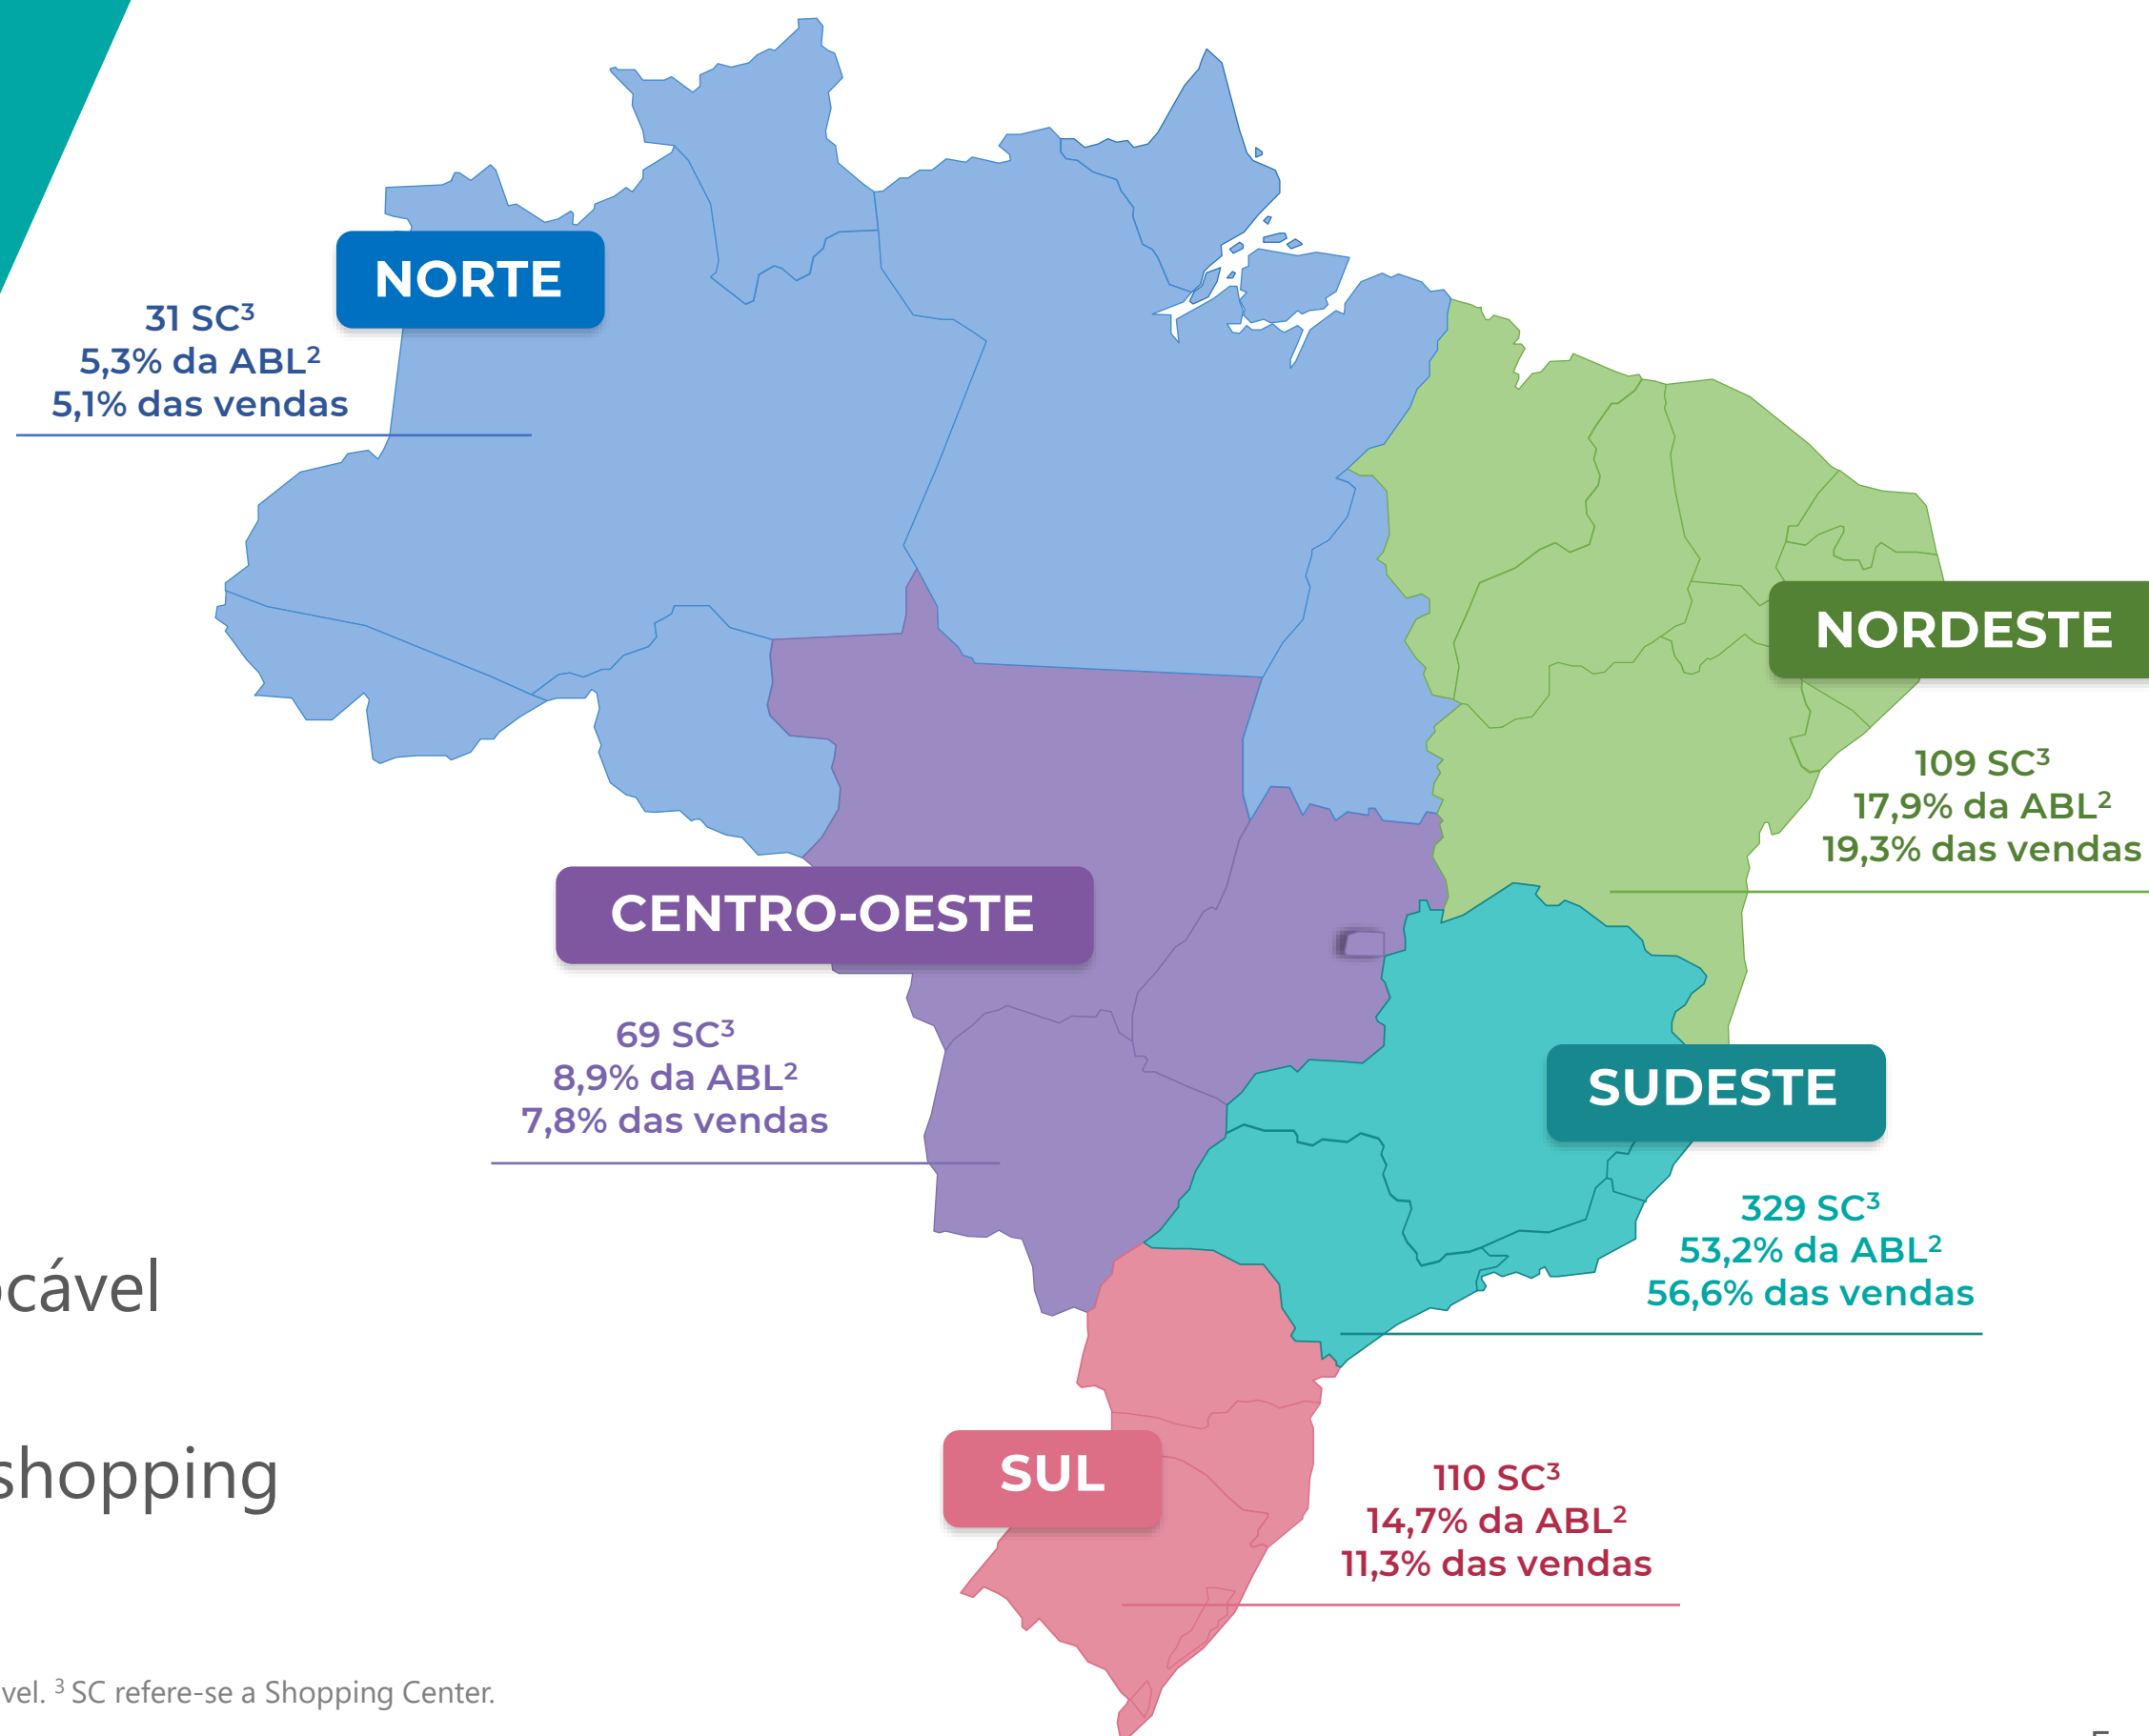 NORTE
31 SC³
5,3% da ABL²
5,1% das vendas
NORDESTE
109 SC³
17,9% da ABL²
19,3% das vendas
CENTRO-OESTE
69 SC³
8,9% da ABL²
7,8% das vendas
SUDESTE
329 SC³
53,2% da ABL²
56,6% das vendas
cável
shopping
SUL
110 SC³
14,7% da ABL²
11,3% das vendas
vel. ³ SC refere-se a Shopping Center.